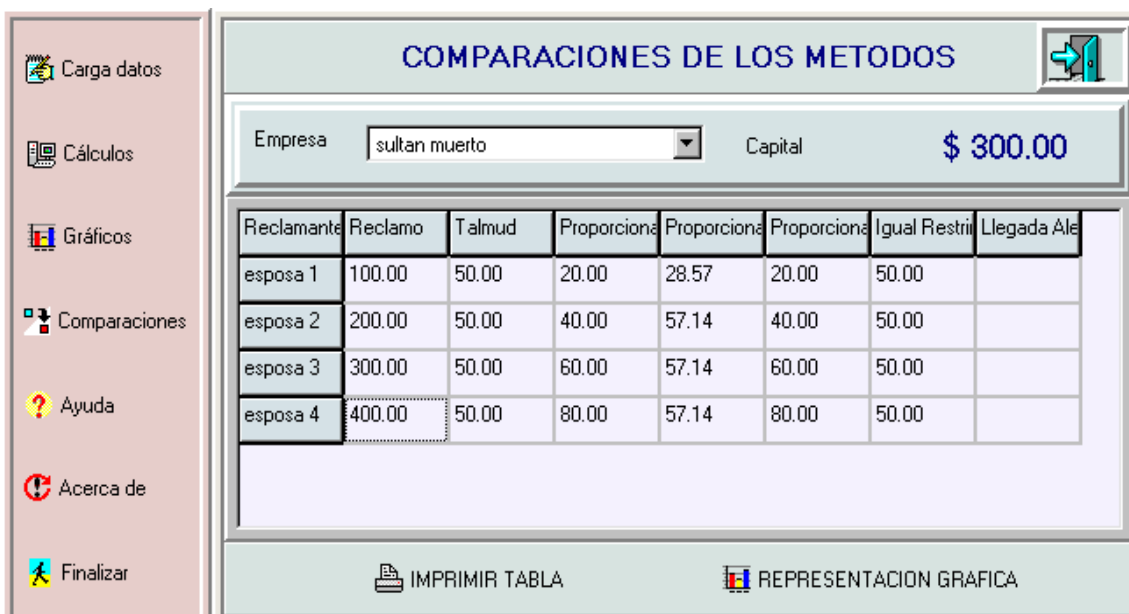 Carga datos
Cálculos
Gráficos
Comparaciones
Ayuda
Acerca de
Finalizar
COMPARACIONES DE LOS METODOS
Empresa sultan muerto Capital $ 300.00
Reclamante Reclamo Talmud Proporciona Proporciona Proporciona Igual Restrii Llegada Ale
esposa 1 100.00 50.00 20.00 28.57 20.00 50.00
esposa 2 200.00 50.00 40.00 57.14 40.00 50.00
esposa 3 300.00 50.00 60.00 57.14 60.00 50.00
esposa 4 400.00 50.00 80.00 57.14 80.00 50.00
IMPRIMIR TABLA REPRESENTACION GRAFICA